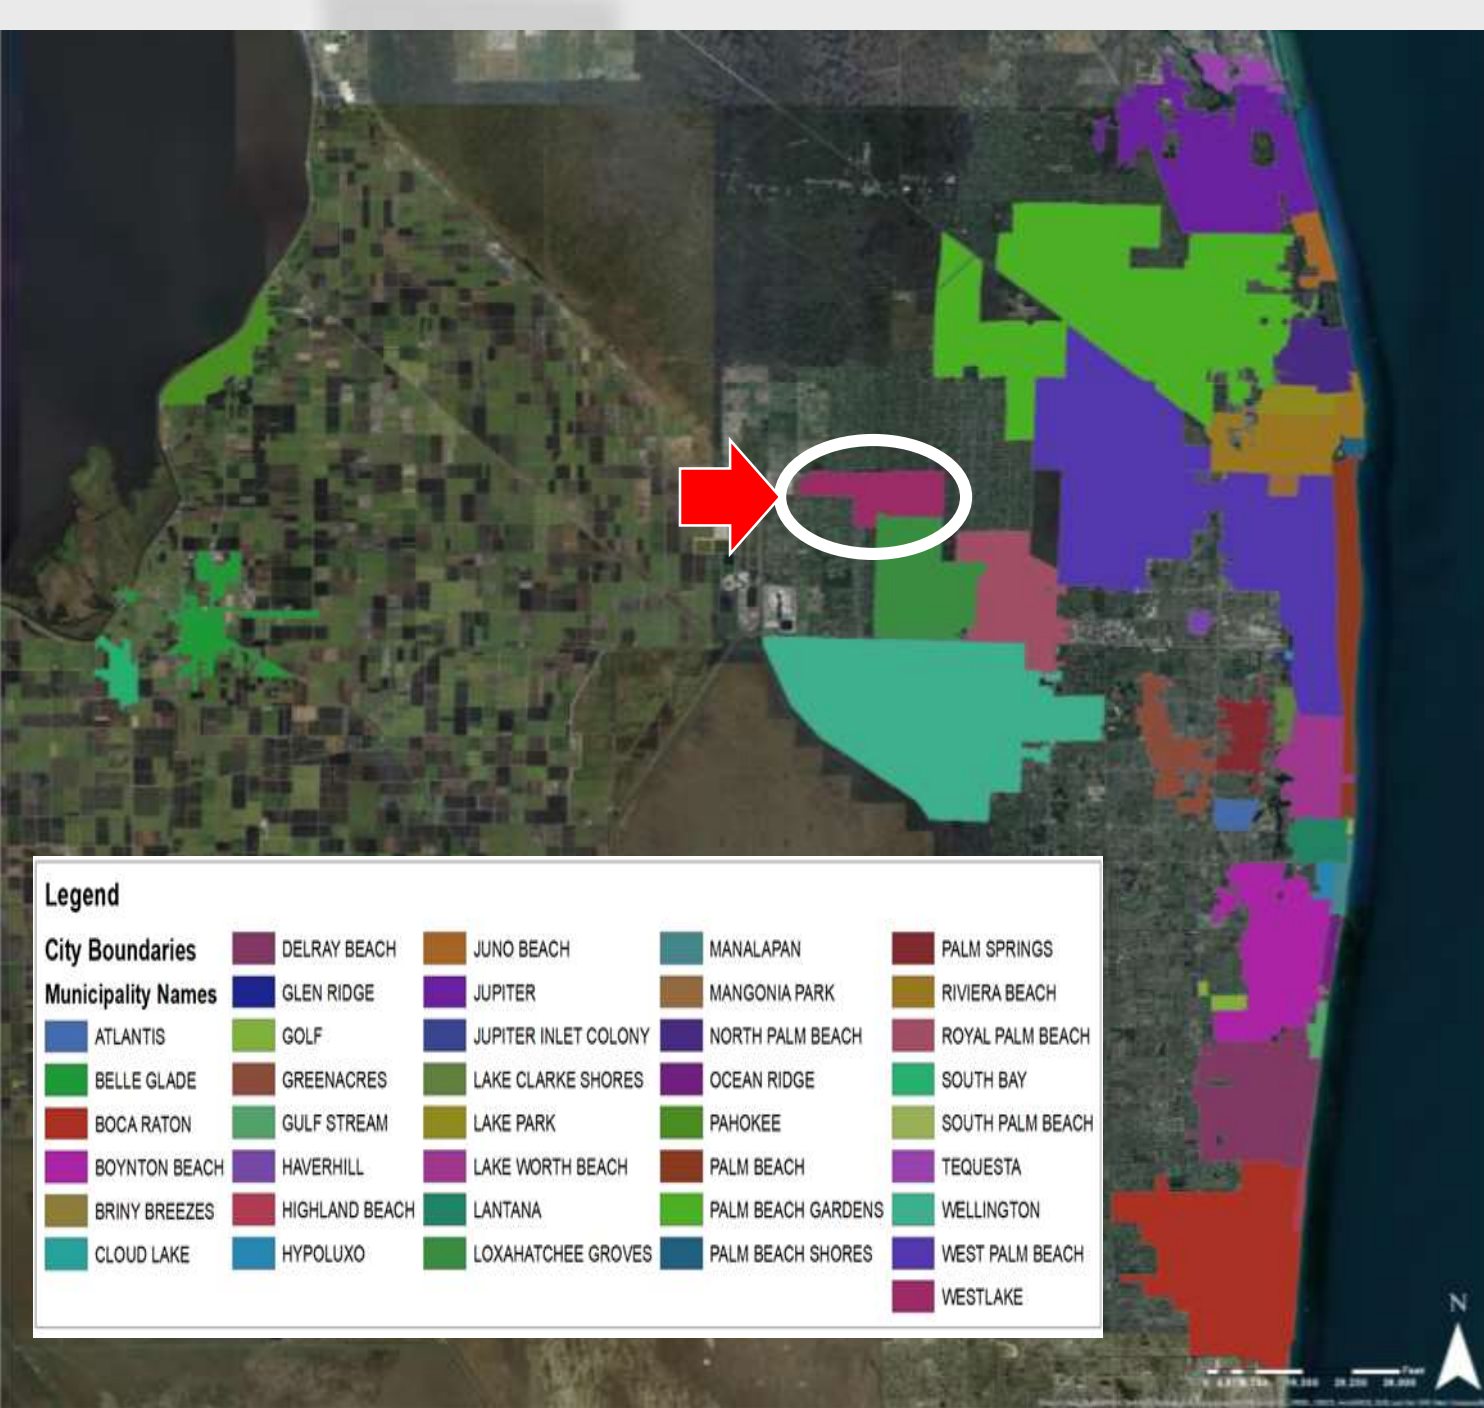 Legend
City Boundaries
Municipality Names
ATLANTIS
BELLE GLADE
BOCA RATON
BOYNTON BEACH
BRINY BREEZES
CLOUD LAKE
DELRAY BEACH
GLEN RIDGE
GOLF
GREENACRES
GULF STREAM
HAVERHILL
HIGHLAND BEACH
HYPOLUXO
JUNO BEACH
JUPITER
JUPITER INLET COLONY
LAKE CLARKE SHORES
LAKE PARK
LAKE WORTH BEACH
LANTANA
LOXAHATCHEE GROVES
MANALAPAN
MANGONIA PARK
NORTH PALM BEACH
OCEAN RIDGE
PAHOKEE
PALM BEACH
PALM BEACH GARDENS
PALM BEACH SHORES
PALM SPRINGS
RIVIERA BEACH
ROYAL PALM BEACH
SOUTH BAY
SOUTH PALM BEACH
TEQUESTA
WELLINGTON
WEST PALM BEACH
WESTLAKE
N
Feet